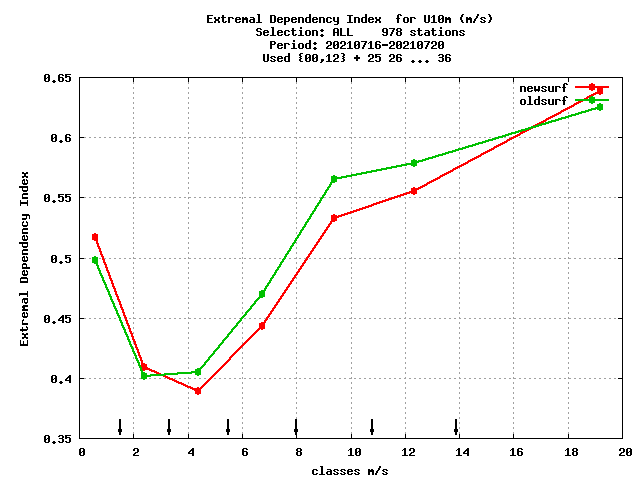 Extremal Dependency Index  for U10m (m/s)
Selection: ALL    978 stations
Period: 20210716-20210720
Used {00,12} + 25 26 ... 36
newsurf
oldsurf
Extremal Dependency Index
0.65
0.6
0.55
0.5
0.45
0.4
0.35
0 2 4 6 8 10 12 14 16 18 20
classes m/s